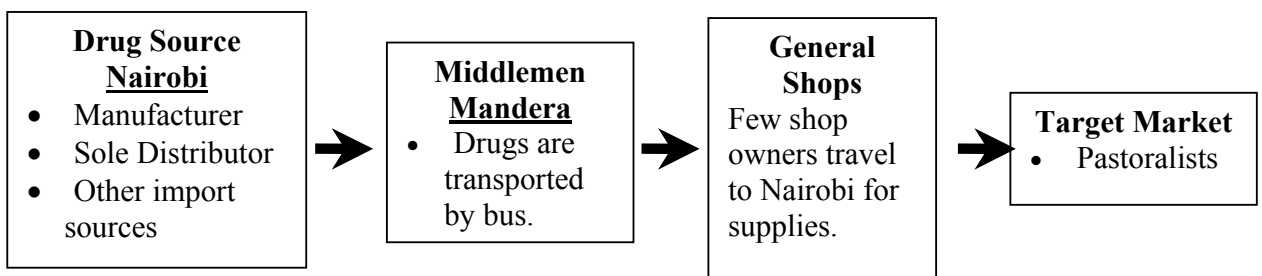 Drug Source
Nairobi
• Manufacturer
• Sole Distributor
• Other import
sources
Middlemen
Mandera
• Drugs are
transported
by bus.
General
Shops
Few shop
owners travel
to Nairobi for
supplies.
Target Market
• Pastoralists